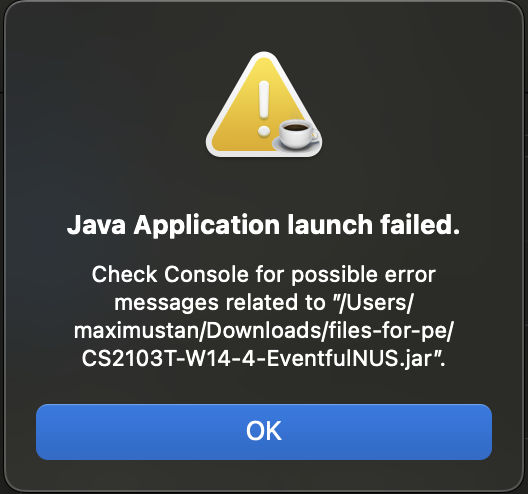 Java Application launch failed.
Check Console for possible error
messages related to "/Users/
maximustan/Downloads/files-for-pe/
CS2103T-W14-4-EventfulNUS.jar".
OK